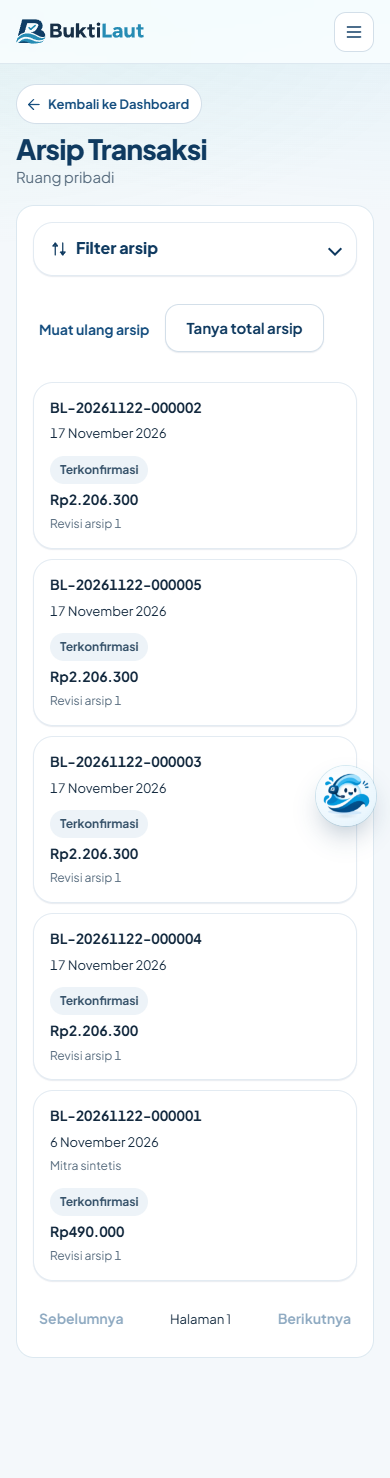 BuktiLaut
Kembali ke Dashboard
Arsip Transaksi
Ruang pribadi
Filter arsip
Muat ulang arsip
Tanya total arsip
BL-20261122-000002
17 November 2026
Terkonfirmasi
Rp2.206.300
Revisi arsip 1
BL-20261122-000005
17 November 2026
Terkonfirmasi
Rp2.206.300
Revisi arsip 1
BL-20261122-000003
17 November 2026
Terkonfirmasi
Rp2.206.300
Revisi arsip 1
BL-20261122-000004
17 November 2026
Terkonfirmasi
Rp2.206.300
Revisi arsip 1
BL-20261122-000001
6 November 2026
Mitra sintetis
Terkonfirmasi
Rp490.000
Revisi arsip 1
Sebelumnya
Halaman 1
Berikutnya